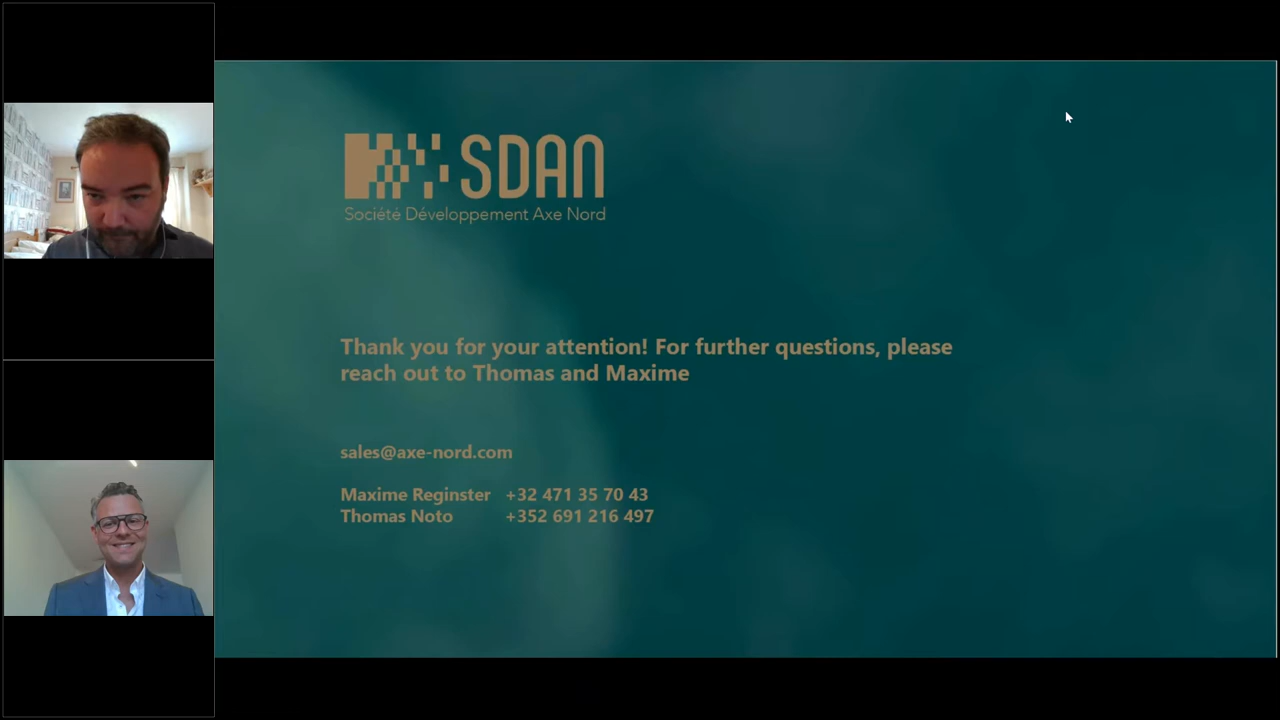 SDAN
Société Développement Axe Nord
Thank you for your attention! For further questions, please
reach out to Thomas and Maxime
sales@axe-nord.com
Maxime Reginster +32 471 35 70 43
Thomas Noto +352 691 216 497